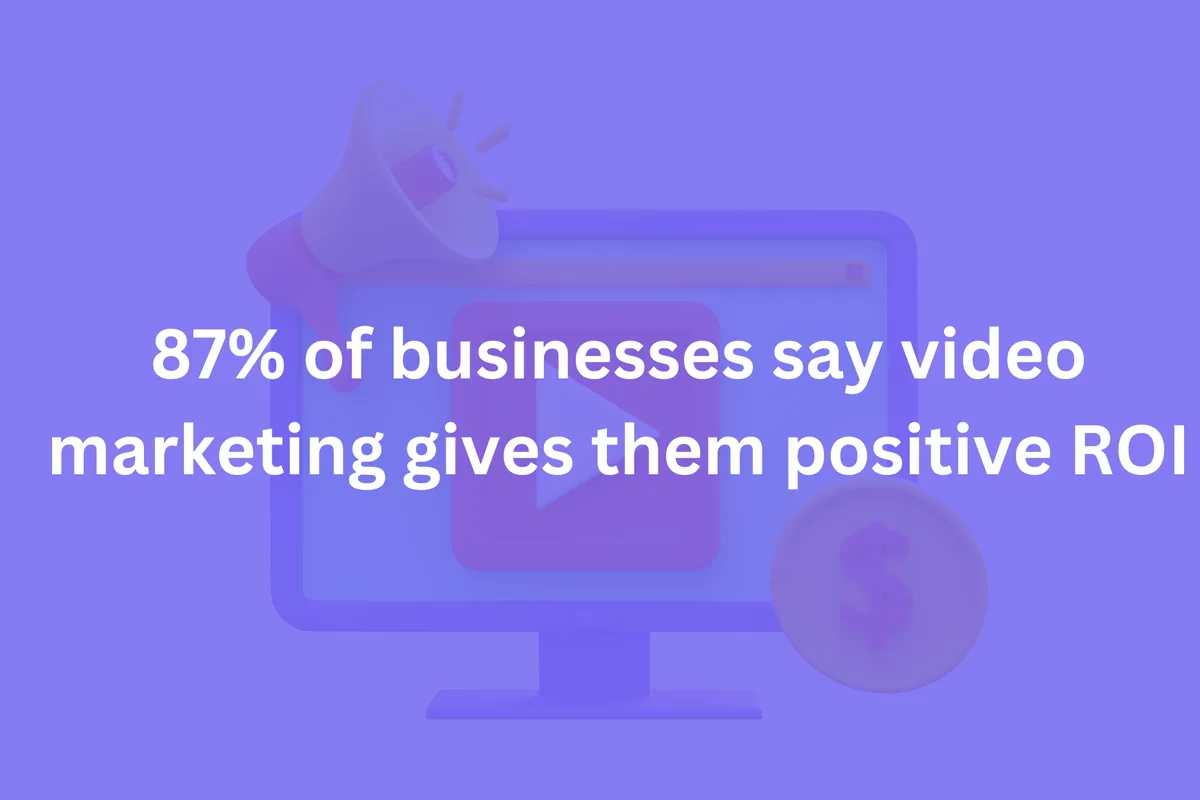 87% of businesses say video
marketing gives them positive ROI